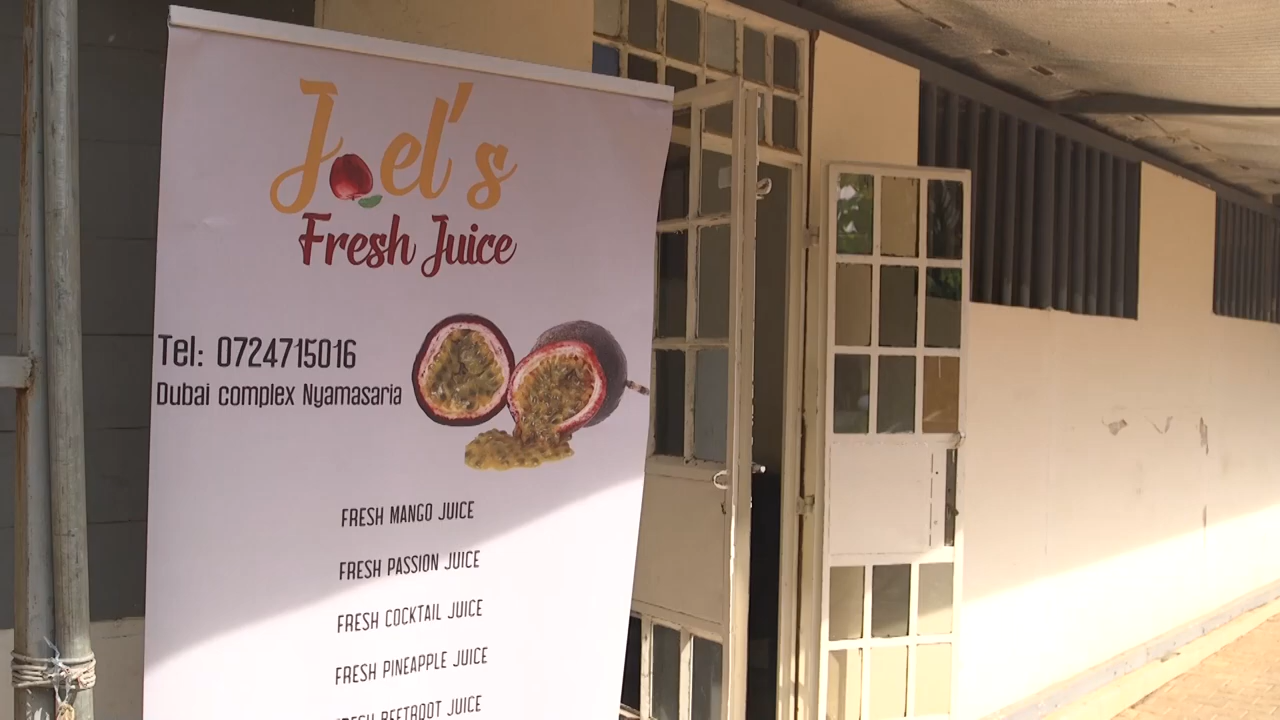 Joel's
Fresh Juice
Tel: 0724715016
Dubai complex Nyamasaria
FRESH MANGO JUICE
FRESH PASSION JUICE
FRESH COCKTAIL JUICE
FRESH PINEAPPLE JUICE
FRESH BEETROOT JUICE